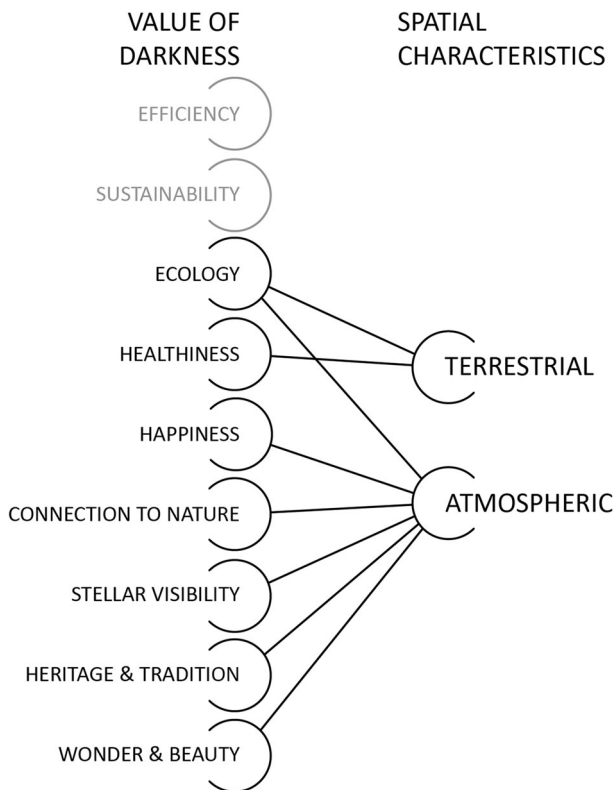 VALUE OF
DARKNESS
SPATIAL
CHARACTERISTICS
EFFICIENCY
SUSTAINABILITY
ECOLOGY
HEALTHINESS
HAPPINESS
CONNECTION TO NATURE
STELLAR VISIBILITY
HERITAGE & TRADITION
WONDER & BEAUTY
TERRESTRIAL
ATMOSPHERIC